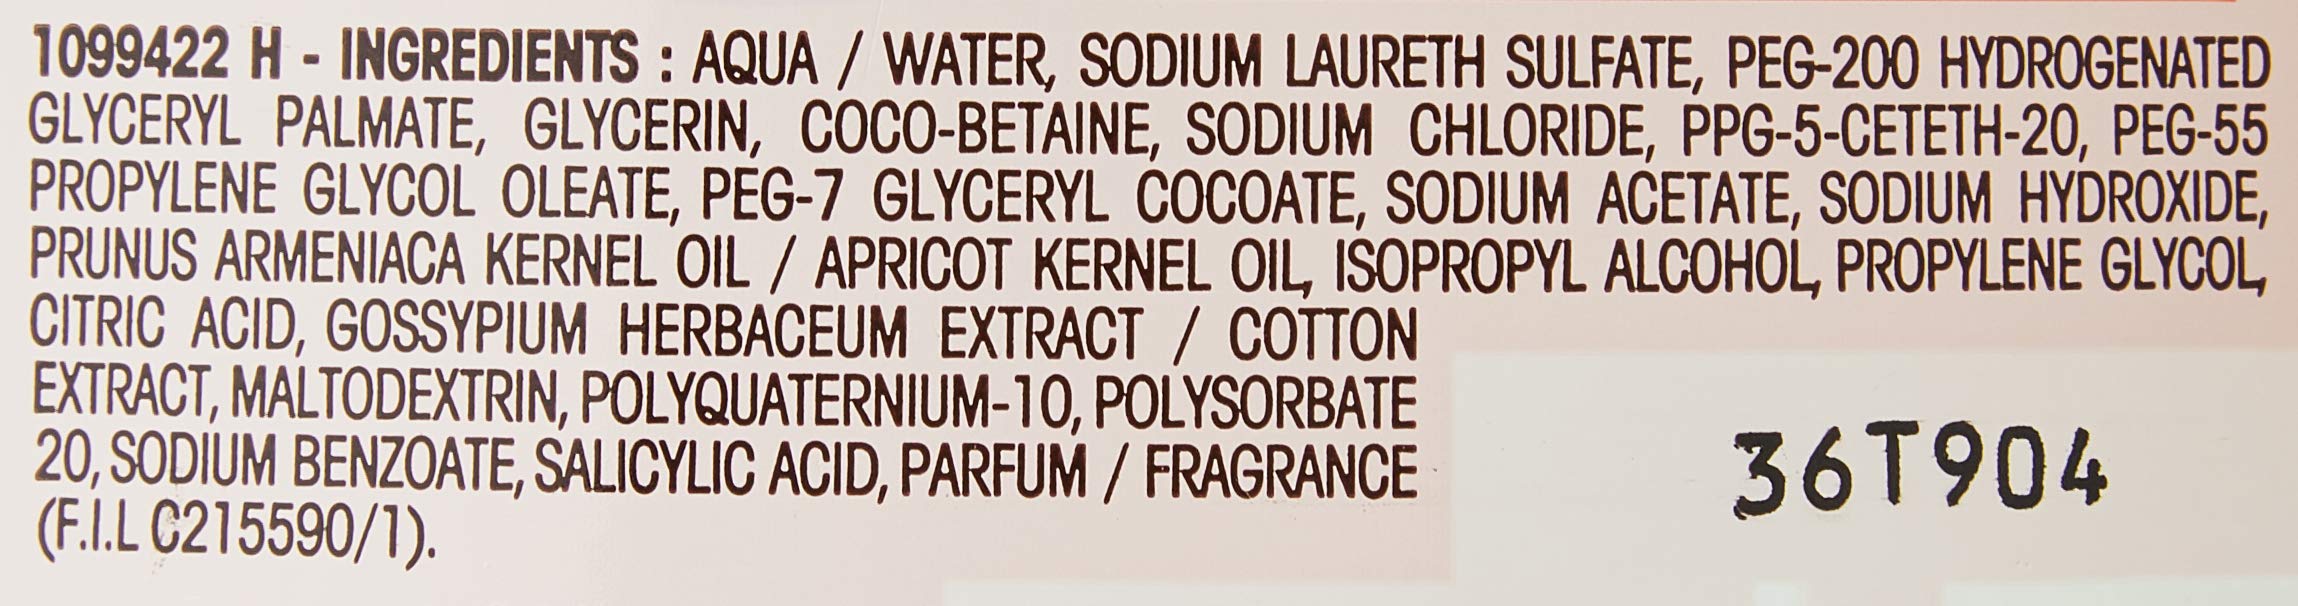 1099422 H - INGREDIENTS : AQUA / WATER, SODIUM LAURETH SULFATE, PEG-200 HYDROGENATED
GLYCERYL PALMATE, GLYCERIN, COCO-BETAINE, SODIUM CHLORIDE, PPG-5-CETETH-20, PEG-55
PROPYLENE GLYCOL OLEATE, PEG-7 GLYCERYL COCOATE, SODIUM ACETATE, SODIUM HYDROXIDE,
PRUNUS ARMENIACA KERNEL OIL / APRICOT KERNEL OIL, ISOPROPYL ALCOHOL, PROPYLENE GLYCOL,
CITRIC ACID, GOSSYPIUM HERBACEUM EXTRACT / COTTON
EXTRACT, MALTODEXTRIN, POLYQUATERNIUM-10, POLYSORBATE
20, SODIUM BENZOATE, SALICYLIC ACID, PARFUM / FRAGRANCE
(F.I.L C215590/1).
36T904